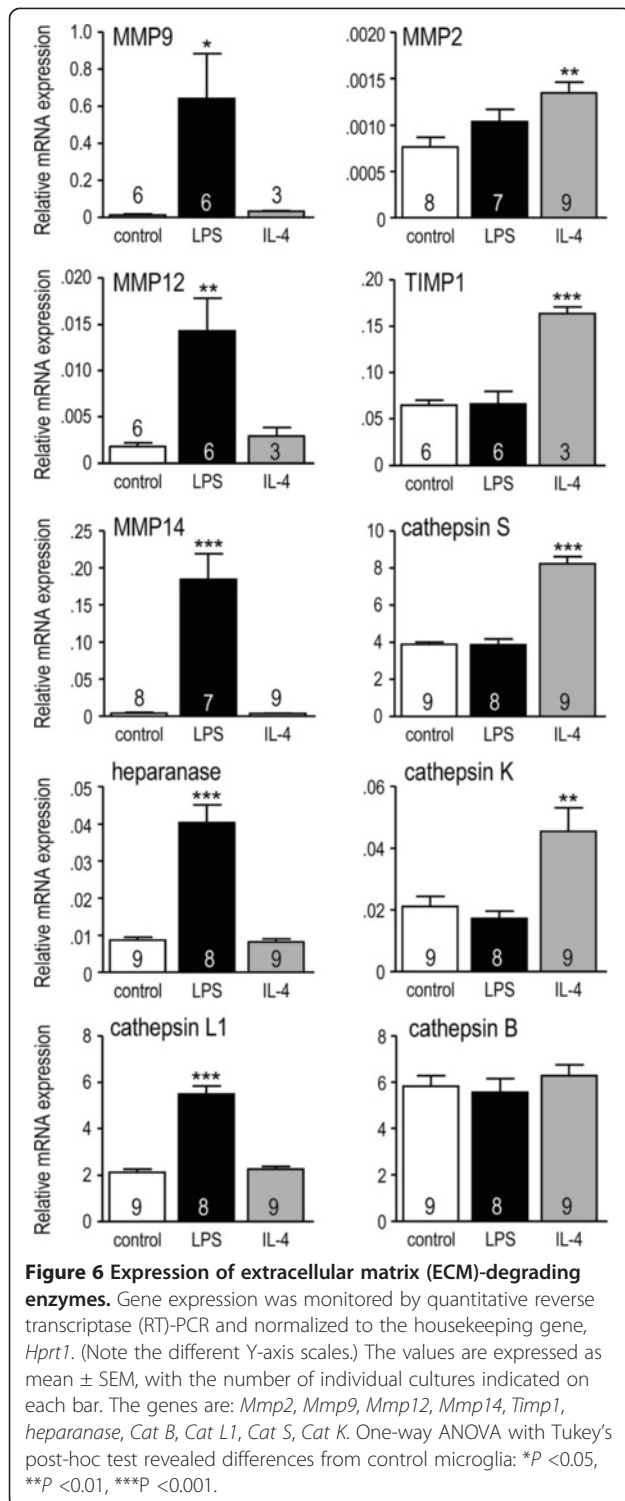 MMP9
Relative mRNA expression
1.0
0.8
0.6
0.4
0.2
0
*
6
6
3
control LPS IL-4
MMP2
.0020
.0015
.0010
.0005
0
**
8
7
9
control LPS IL-4
MMP12
Relative mRNA expression
.020
.015
.010
.005
0
**
6
6
3
control LPS IL-4
TIMP1
.20
.15
.10
.05
0
***
6
6
3
control LPS IL-4
MMP14
Relative mRNA expression
.25
.20
.15
.10
.05
0
***
8
7
9
control LPS IL-4
cathepsin S
10
8
6
4
2
0
***
9
8
9
control LPS IL-4
heparanase
Relative mRNA expression
.05
.04
.03
.02
.01
0
***
9
8
9
control LPS IL-4
cathepsin K
.06
.04
.02
0
**
9
8
9
control LPS IL-4
cathepsin L1
Relative mRNA expression
8
6
4
2
0
***
9
8
9
control LPS IL-4
cathepsin B
8
6
4
2
0
9
8
9
control LPS IL-4
Figure 6 Expression of extracellular matrix (ECM)-degrading
enzymes. Gene expression was monitored by quantitative reverse
transcriptase (RT)-PCR and normalized to the housekeeping gene,
Hprt1. (Note the different Y-axis scales.) The values are expressed as
mean ± SEM, with the number of individual cultures indicated on
each bar. The genes are: Mmp2, Mmp9, Mmp12, Mmp14, Timp1,
heparanase, Cat B, Cat L1, Cat S, Cat K. One-way ANOVA with Tukey's
post-hoc test revealed differences from control microglia: *P <0.05,
**P <0.01, ***P <0.001.